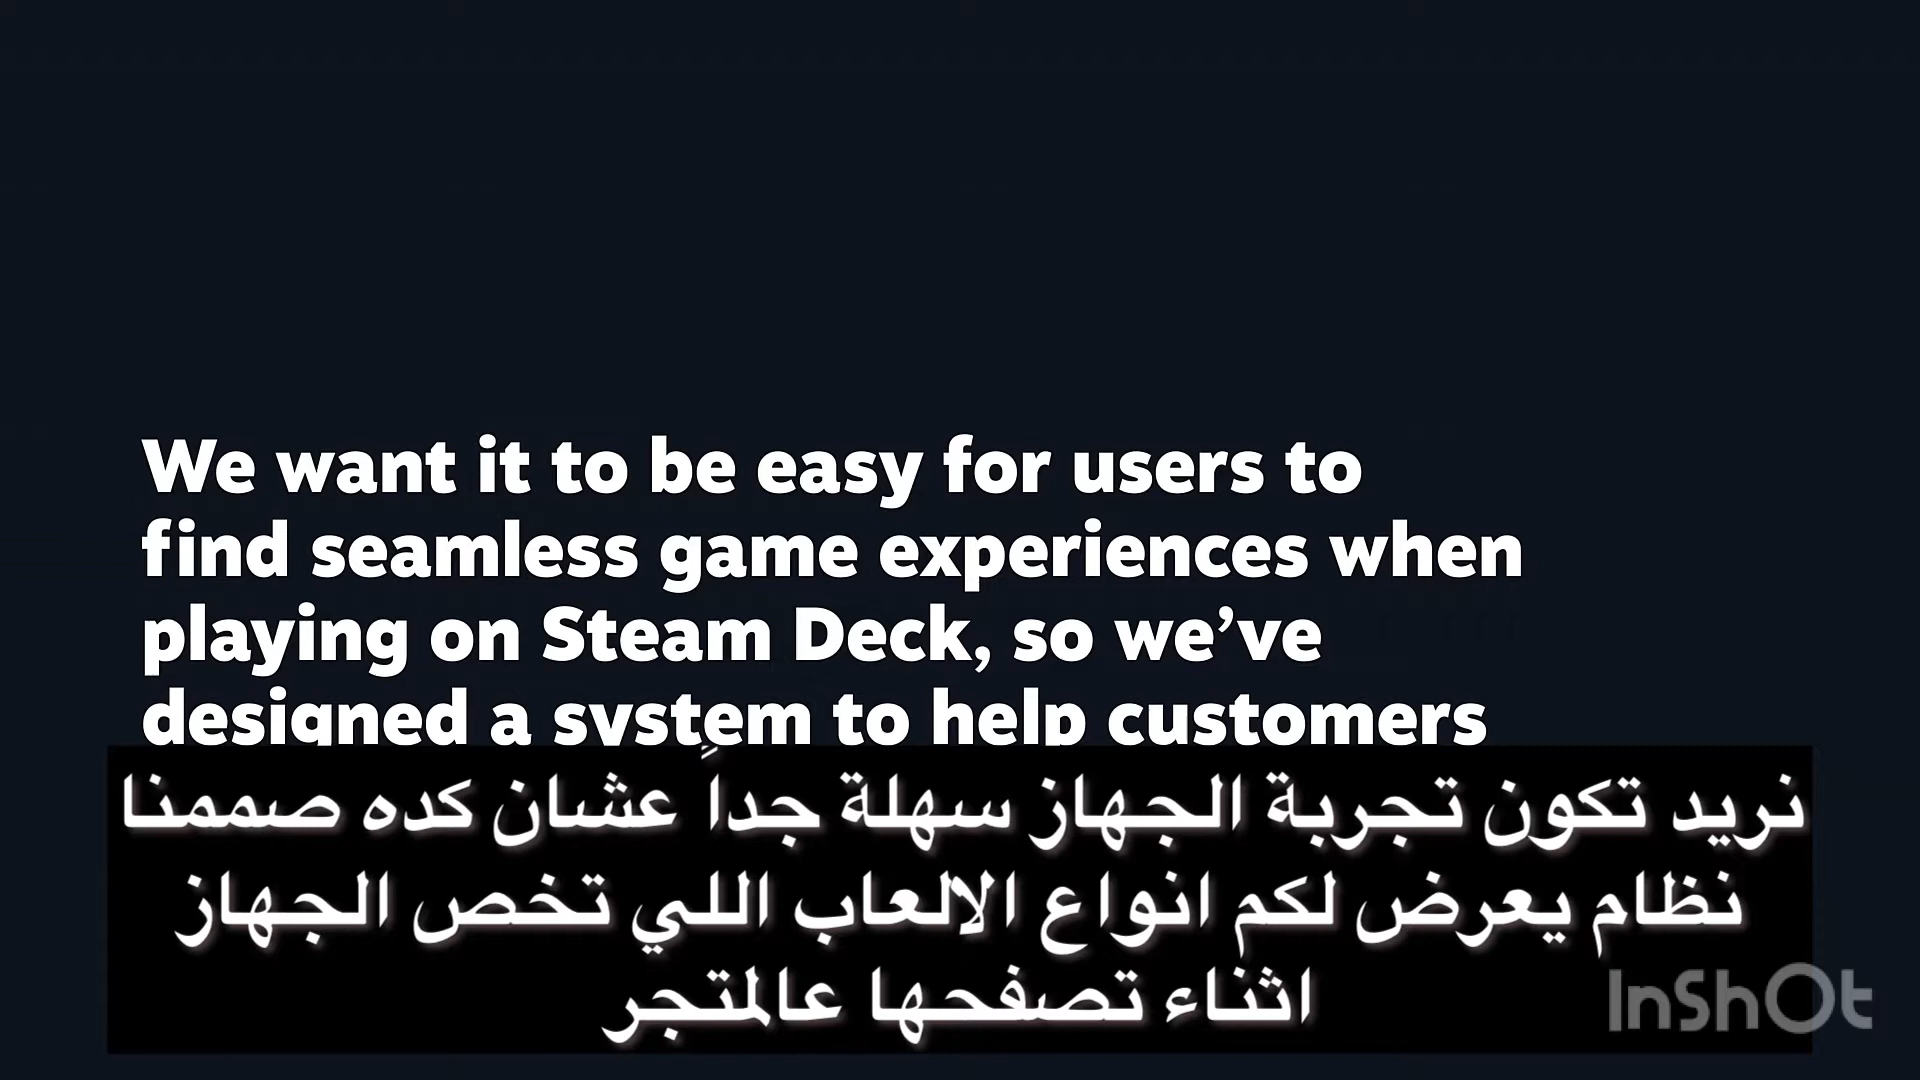 We want it to be easy for users to
find seamless game experiences when
playing on Steam Deck, so we’ve
designed a system to help customers
نريد تكون تجربة الجهاز سهلة جداً عشان كده صممنا
نظام يعرض لكم انواع الالعاب اللي تخص الجهاز
اثناء تصفحها عالمتجر
InShOt